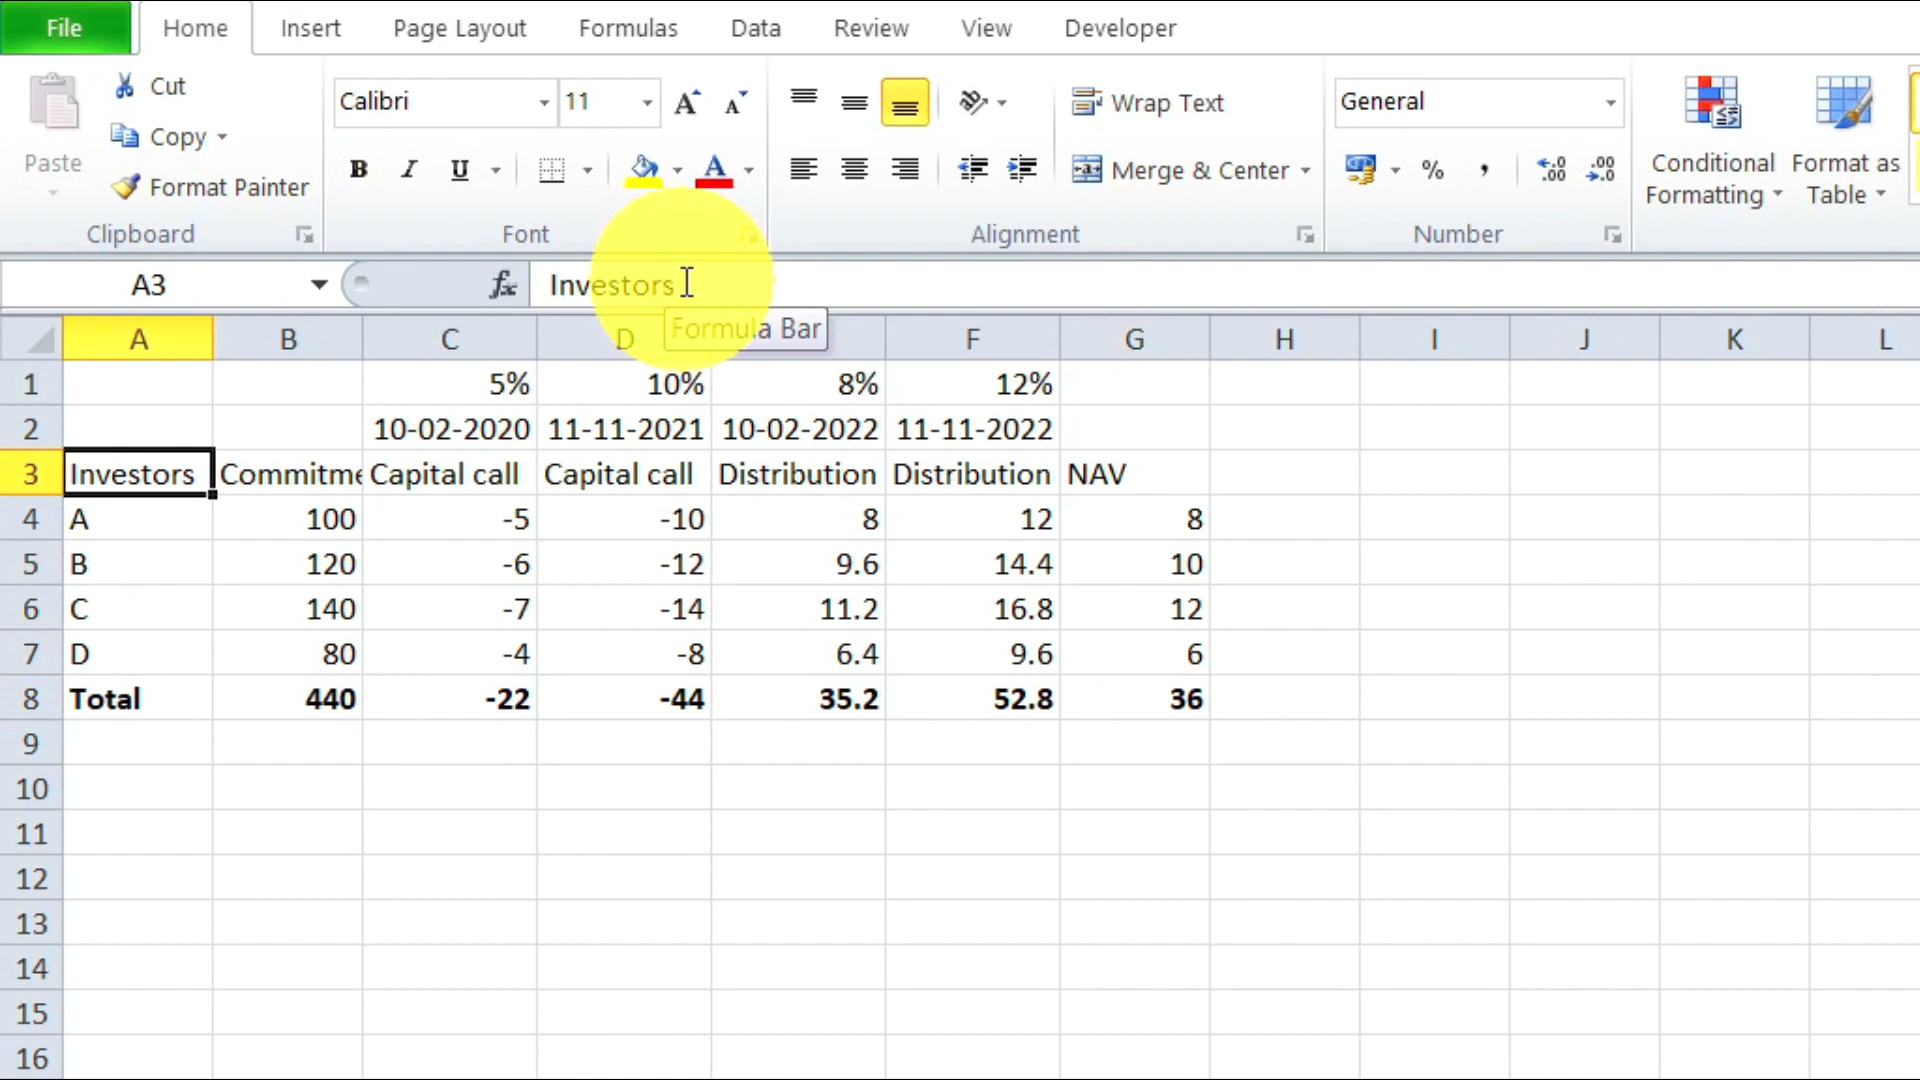 File Home Insert Page Layout Formulas Data Review View Developer
Cut
Copy
Format Painter
Paste
Clipboard
Calibri 11 A A
B I U A
Font
Wrap Text
Merge & Center
Alignment
General
% , .0 .00 .00 .0
Number
Conditional Formatting
Format as Table
A3 fx Investors
Formula Bar
A B C D F G H I J K L
1 5% 10% 8% 12%
2 10-02-2020 11-11-2021 10-02-2022 11-11-2022
3 Investors Commitme Capital call Capital call Distribution Distribution NAV
4 A 100 -5 -10 8 12 8
5 B 120 -6 -12 9.6 14.4 10
6 C 140 -7 -14 11.2 16.8 12
7 D 80 -4 -8 6.4 9.6 6
8 Total 440 -22 -44 35.2 52.8 36
9
10
11
12
13
14
15
16